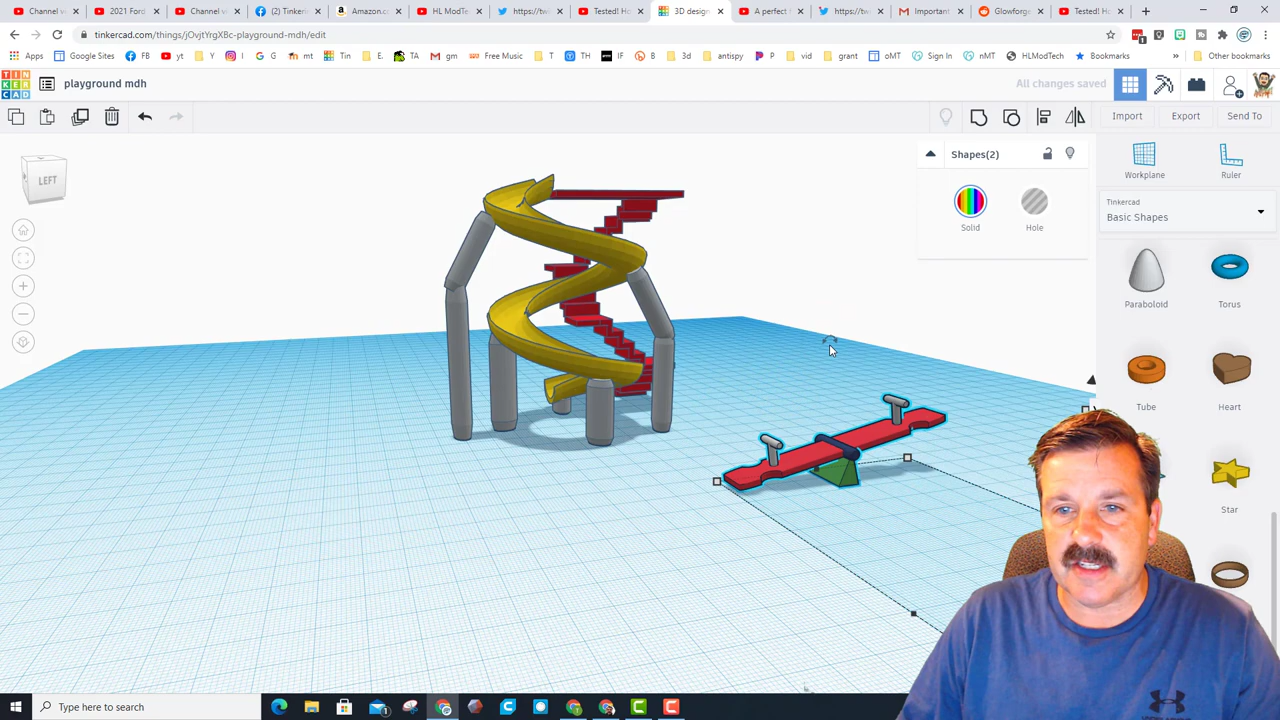 Channel v
2021 Ford
Channel v
(2) Tinker
Amazon.c
HL ModTe
https://tw
Tested! Ho
3D design
A perfect
https://tw
Important
Glowforg
Tested! Ho
tinkercad.com/things/jOvjtYrgXBc-playground-mdh/edit
Apps
Google Sites
FB
yt
Y
I
G
mt
Tin
E.
TA
gm
Free Music
T
TH
IF
B
3d
antispy
P
vid
grant
oMT
Sign In
nMT
HLModTech
Bookmarks
»
Other bookmarks
TIN
KER
CAD
playground mdh
All changes saved
Import
Export
Send To
LEFT
Shapes(2)
Solid
Hole
Workplane
Ruler
Tinkercad
Basic Shapes
Paraboloid
Torus
Tube
Heart
Star
Type here to search